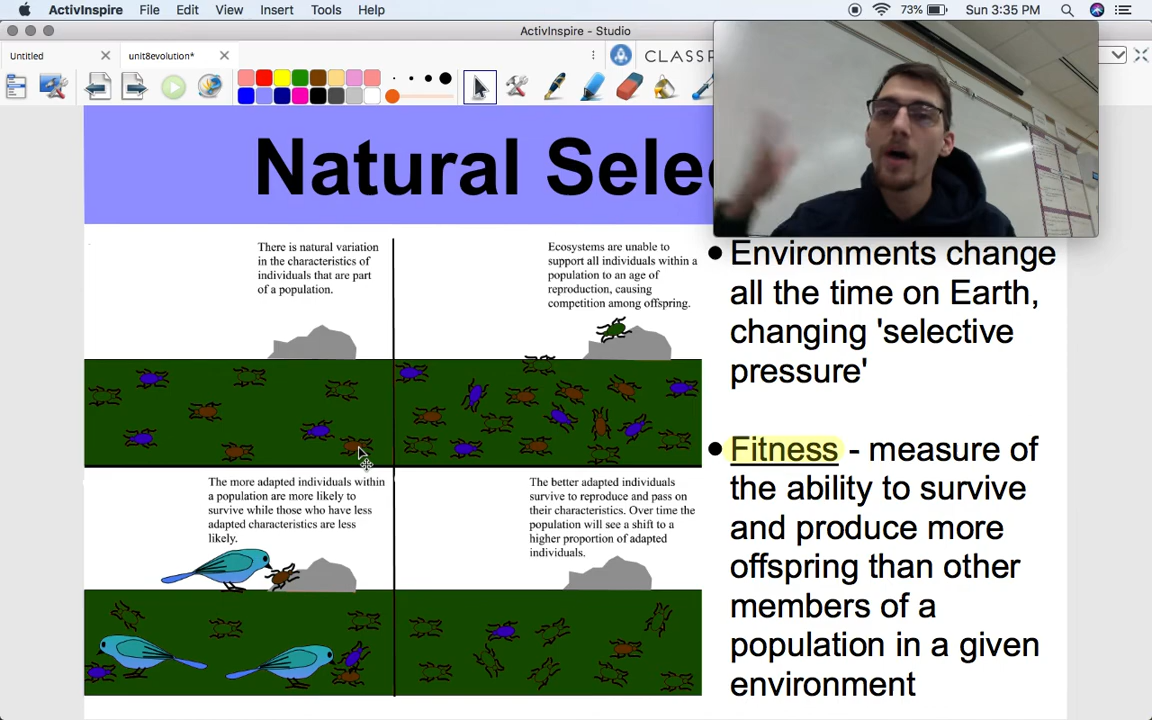 ActivInspire File Edit View Insert Tools Help 73% Sun 3:35 PM
ActivInspire - Studio
Untitled unit8evolution* CLASSF
Natural Selec
There is natural variation
in the characteristics of
individuals that are part
of a population.
Ecosystems are unable to
support all individuals within a
population to an age of
reproduction, causing
competition among offspring.
The more adapted individuals within
a population are more likely to
survive while those who have less
adapted characteristics are less
likely.
The better adapted individuals
survive to reproduce and pass on
their characteristics. Over time the
population will see a shift to a
higher proportion of adapted
individuals.
• Environments change
all the time on Earth,
changing 'selective
pressure'
• Fitness - measure of
the ability to survive
and produce more
offspring than other
members of a
population in a given
environment